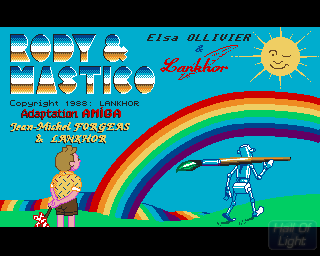 RODY &
MASTICO
Elsa OLLIVIER
&
Lankhor
Copyright 1988: LANKHOR
Adaptation AMIGA
Jean-Michel FORGEAS
& LANKHOR
Hall Of
Light